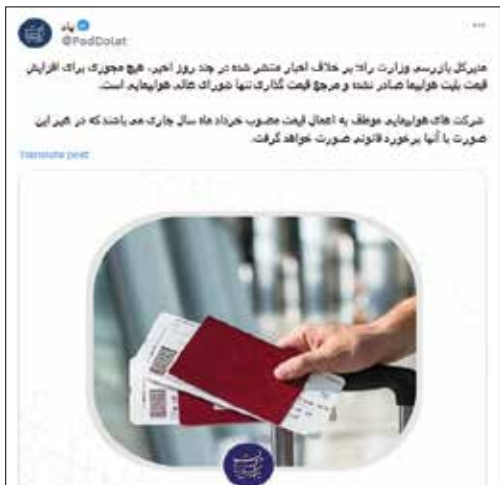 پاد
@PadDolat
مدیرکل بازرسی وزارت راه: بر خلاف اخبار منتشر شده در چند روز اخیر، هیچ مجوزی برای افزایش
قیمت بلیت هواپیما صادر نشده و مرجع قیمت گذاری تنها شورای عالی هواپیمایی است.
شرکت های هواپیمایی موظف به اعمال قیمت مصوب خرداد ماه سال جاری می باشند که در غیر این
صورت با آنها برخورد قانونی صورت خواهد گرفت.
Translate post